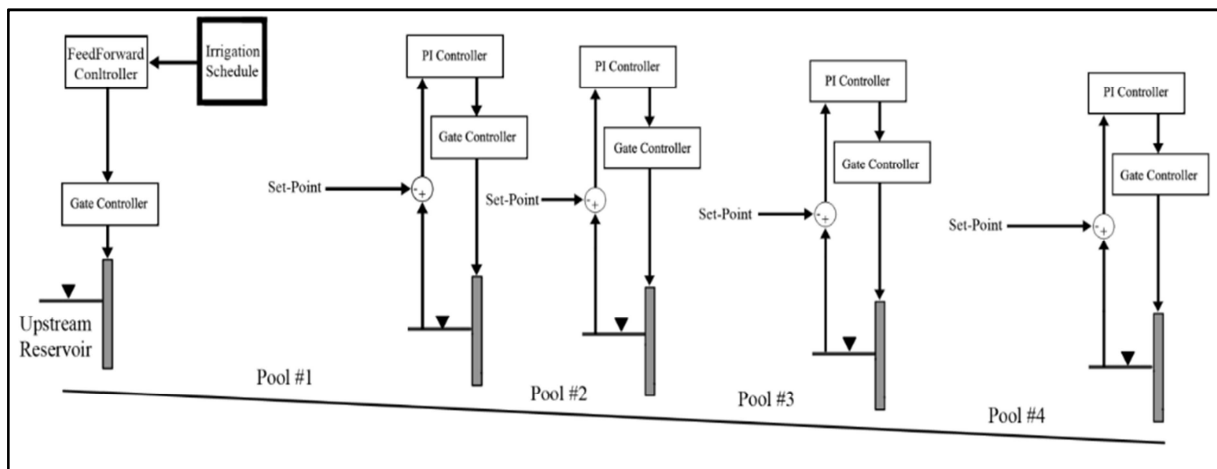 FeedForward
Conltroller
Irrigation
Schedule
Gate Controller
Upstream
Reservoir
PI Controller
Gate Controller
Set-Point
-
+
Pool #1
PI Controller
Gate Controller
Set-Point
-
+
Pool #2
PI Controller
Gate Controller
Set-Point
-
+
Pool #3
PI Controller
Gate Controller
Set-Point
-
+
Pool #4